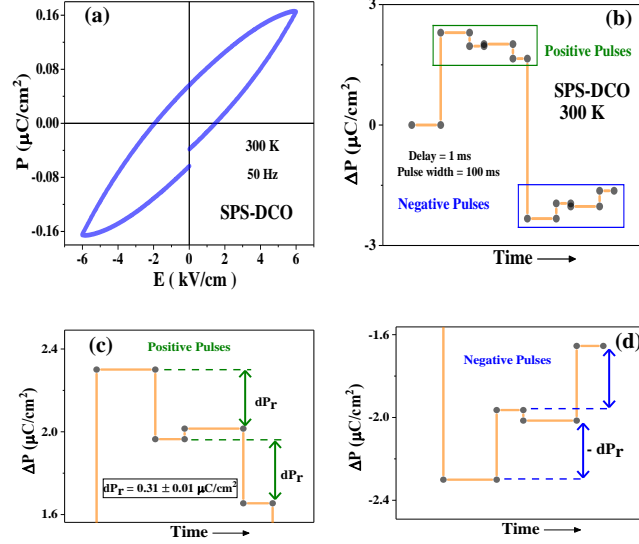 (a)
P (μC/cm²)
0.16
0.08
0.00
-0.08
-0.16
300 K
50 Hz
SPS-DCO
-6 -4 -2 0 2 4 6
E ( kV/cm)
(b)
ΔP (μC/cm²)
3
0
-3
Positive Pulses
SPS-DCO
300 K
Delay = 1 ms
Pulse width = 100 ms
Negative Pulses
Time
(c)
ΔP (μC/cm²)
2.4
2.0
1.6
Positive Pulses
dPr
dPr
dPr = 0.31 ± 0.01 μC/cm²
Time
(d)
ΔP (μC/cm²)
-1.6
-2.0
-2.4
Negative Pulses
- dPr
Time